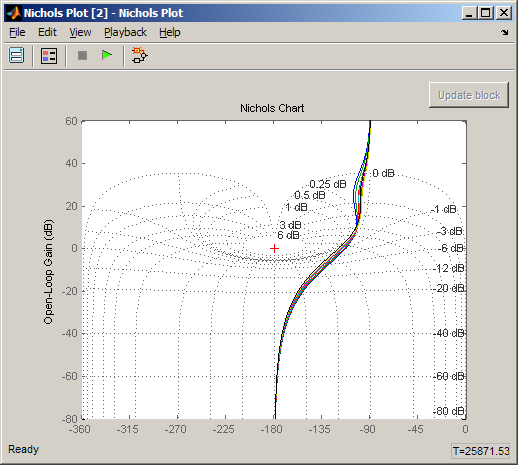 Nichols Plot [2] - Nichols Plot
File Edit View Playback Help
Update block
Nichols Chart
60
40
20
0
-20
-40
-60
-80
Open-Loop Gain (dB)
0 dB
0.25 dB
0.5 dB
1 dB
3 dB
6 dB
-1 dB
-3 dB
-6 dB
-12 dB
-20 dB
-40 dB
-60 dB
-80 dB
-360 -315 -270 -225 -180 -135 -90 -45 0
Ready
T=25871.53